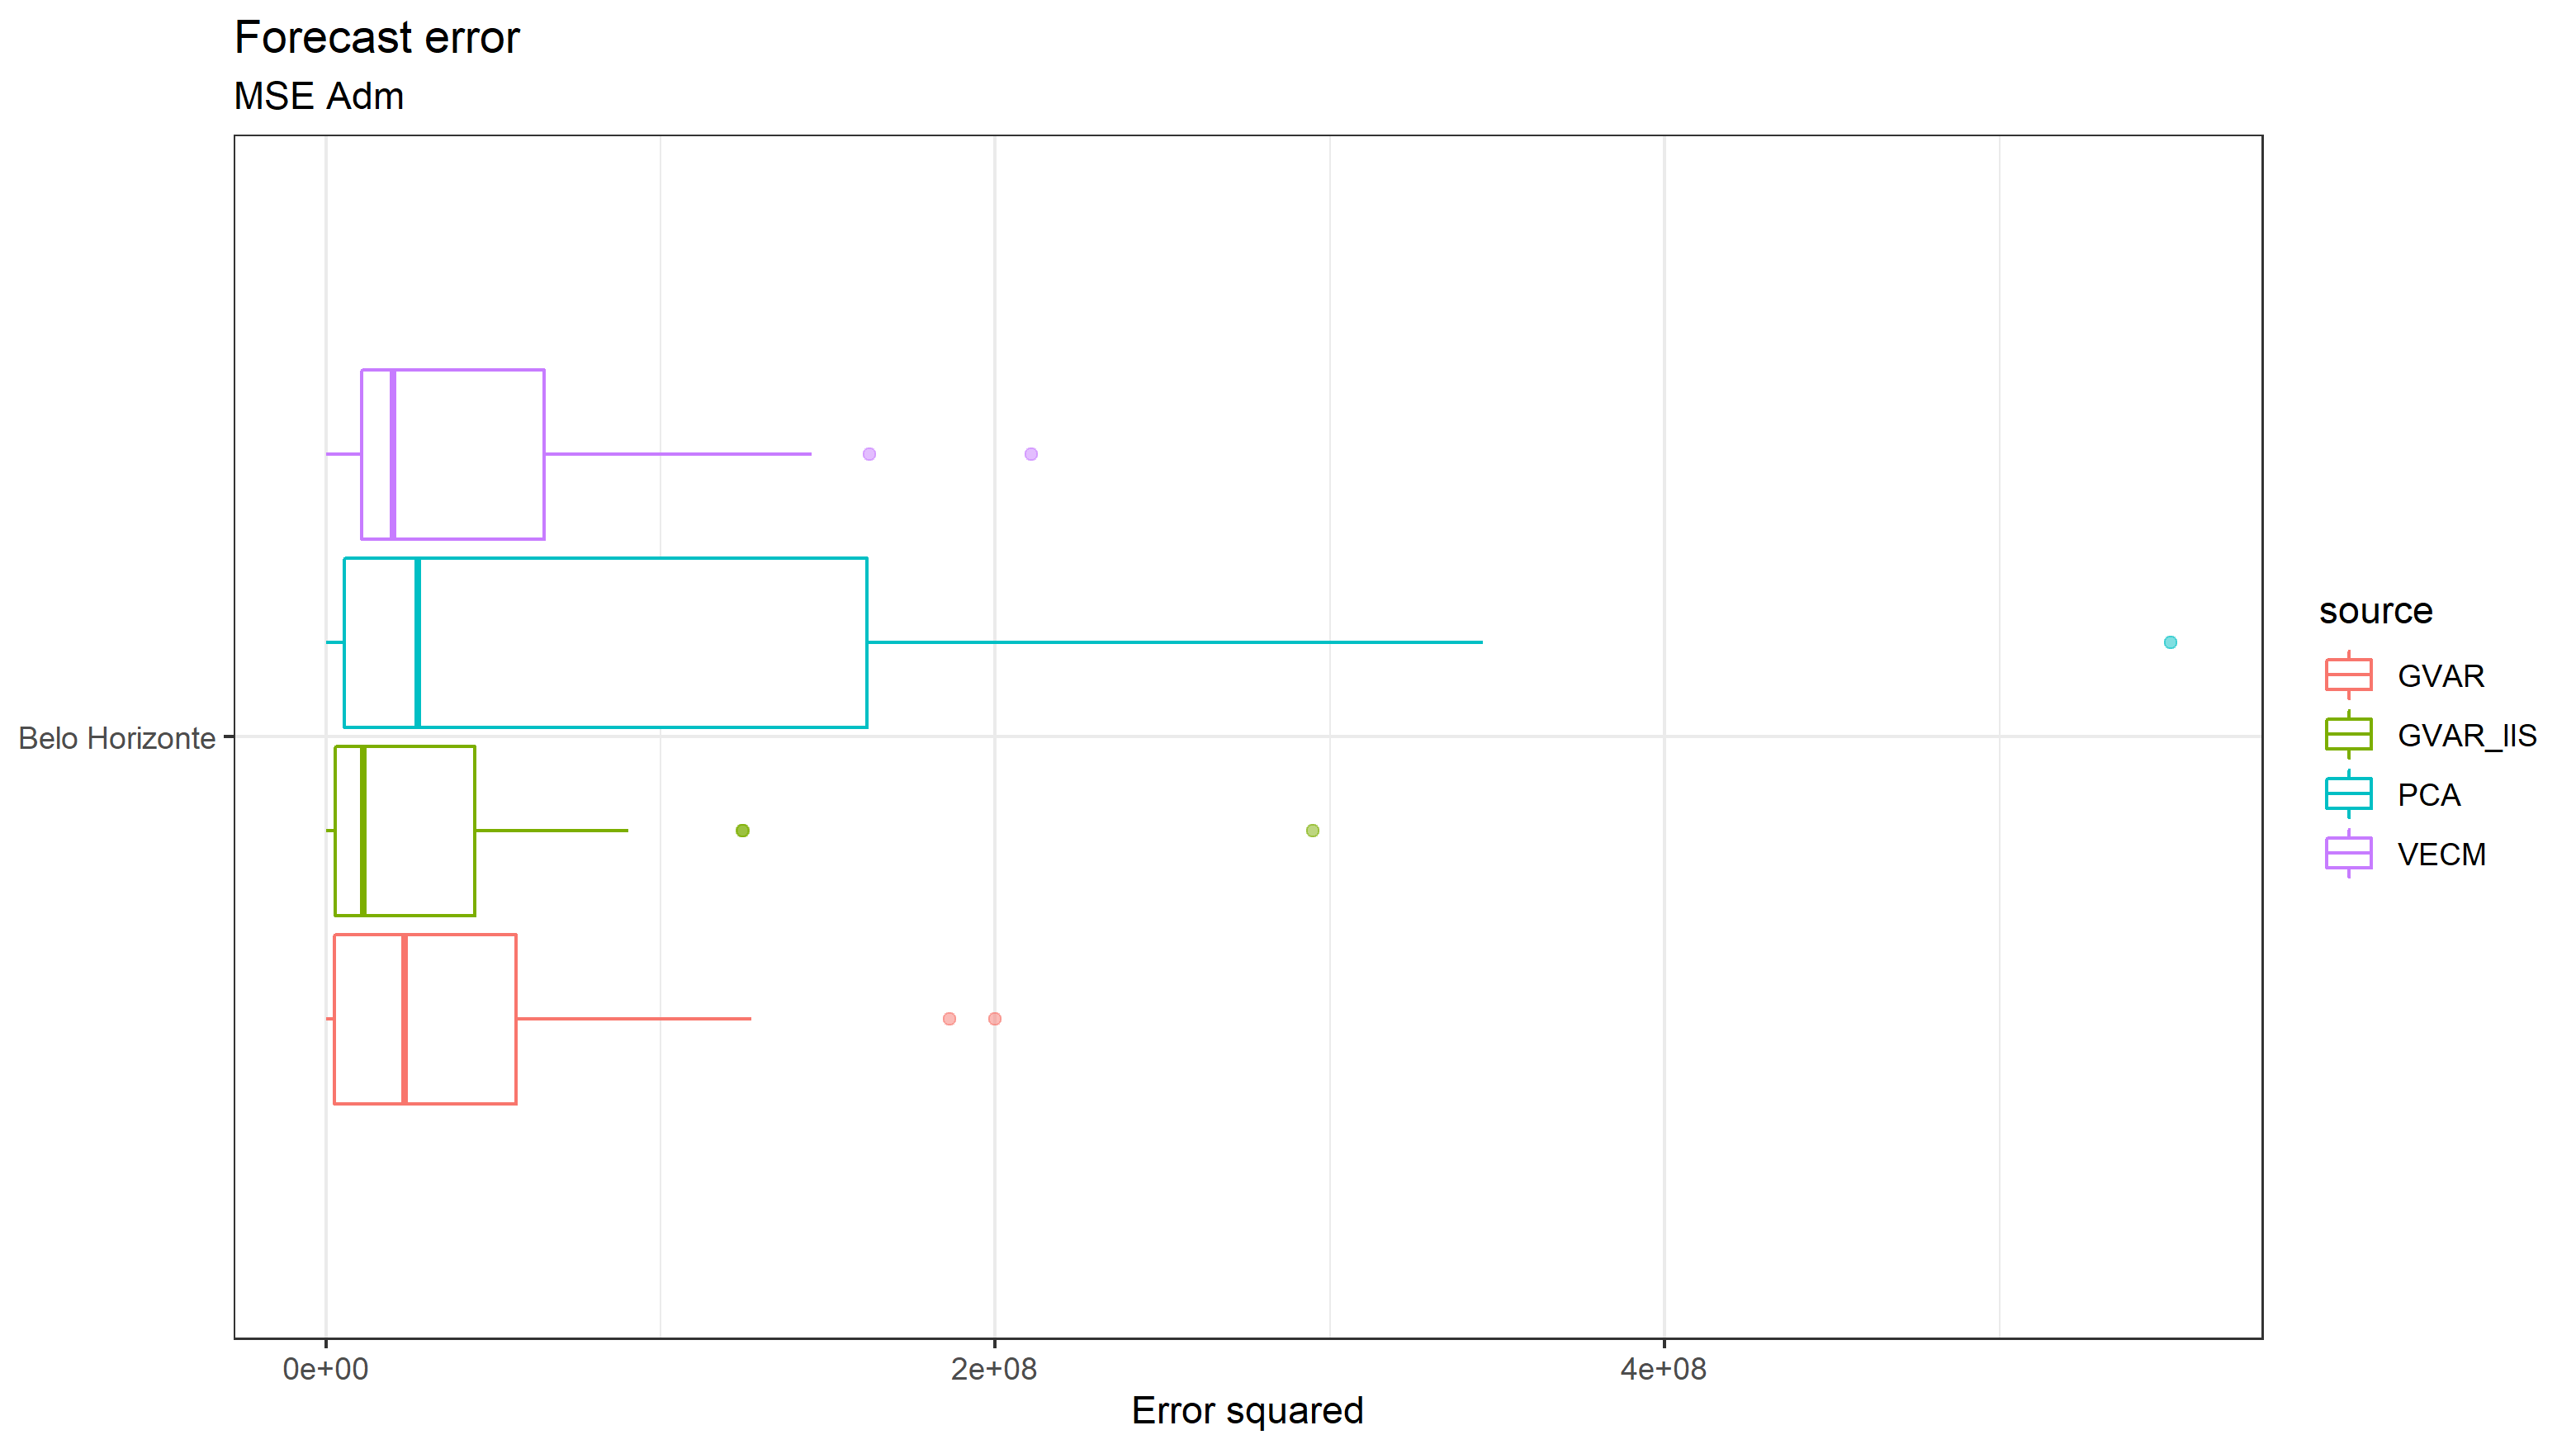 Forecast error
MSE Adm
Belo Horizonte
0e+00
2e+08
4e+08
Error squared
source
GVAR
GVAR_IIS
PCA
VECM